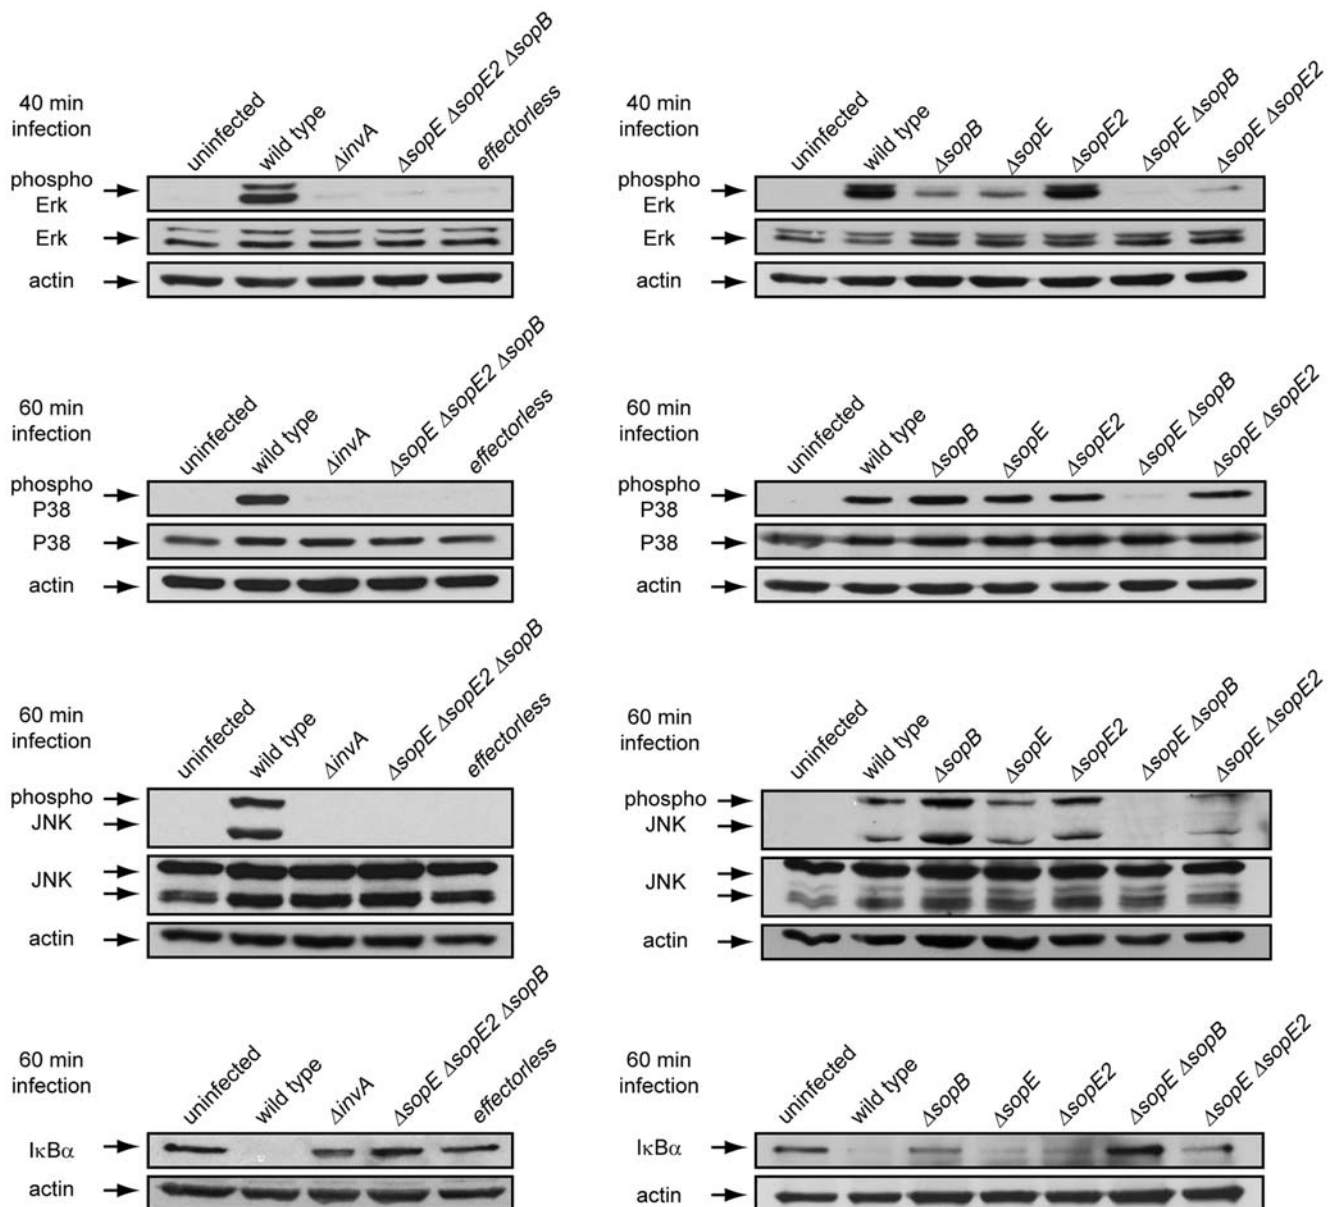 40 min
infection
uninfected
wild type
ΔinvA
ΔsopE ΔsopE2 ΔsopB
effectorless
phospho
Erk
Erk
actin
40 min
infection
uninfected
wild type
ΔsopB
ΔsopE
ΔsopE2
ΔsopE ΔsopB
ΔsopE ΔsopE2
phospho
Erk
Erk
actin
60 min
infection
uninfected
wild type
ΔinvA
ΔsopE ΔsopE2 ΔsopB
effectorless
phospho
P38
P38
actin
60 min
infection
uninfected
wild type
ΔsopB
ΔsopE
ΔsopE2
ΔsopE ΔsopB
ΔsopE ΔsopE2
phospho
P38
P38
actin
60 min
infection
uninfected
wild type
ΔinvA
ΔsopE ΔsopE2 ΔsopB
effectorless
phospho
JNK
JNK
actin
60 min
infection
uninfected
wild type
ΔsopB
ΔsopE
ΔsopE2
ΔsopE ΔsopB
ΔsopE ΔsopE2
phospho
JNK
JNK
actin
60 min
infection
uninfected
wild type
ΔinvA
ΔsopE ΔsopE2 ΔsopB
effectorless
IκBα
actin
60 min
infection
uninfected
wild type
ΔsopB
ΔsopE
ΔsopE2
ΔsopE ΔsopB
ΔsopE ΔsopE2
IκBα
actin